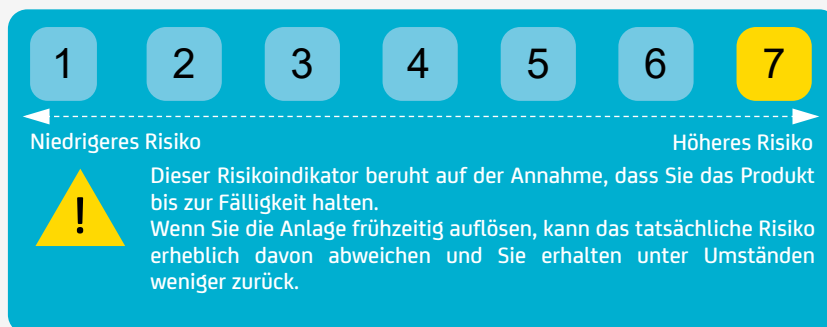 1 2 3 4 5 6 7
Niedrigeres Risiko Höheres Risiko
!
Dieser Risikoindikator beruht auf der Annahme, dass Sie das Produkt
bis zur Fälligkeit halten.
Wenn Sie die Anlage frühzeitig auflösen, kann das tatsächliche Risiko
erheblich davon abweichen und Sie erhalten unter Umständen
weniger zurück.